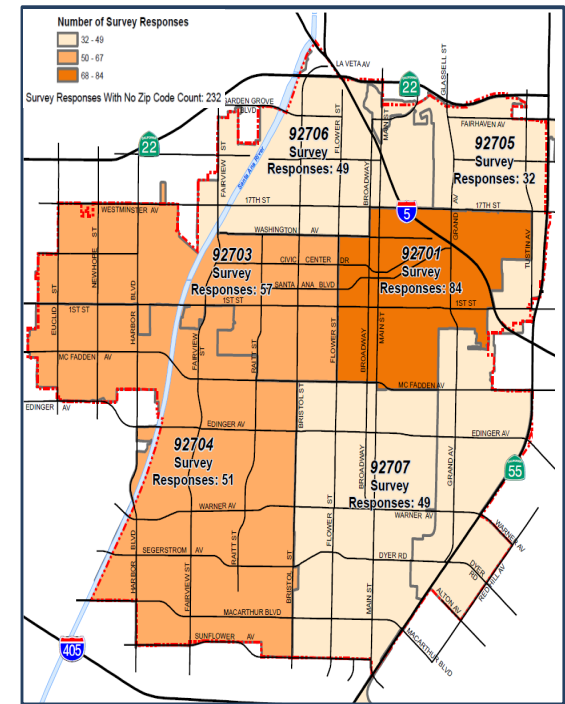 Number of Survey Responses
32 - 49
50 - 67
68 - 84
Survey Responses With No Zip Code Count: 232
LA VETA AV
22
GLASSELL ST
GARDEN GROVE
BLVD
FLOWER ST
MAIN ST
FAIRHAVEN AV
22
FAIRVIEW ST
Santa Ana River
92706
Survey
Responses: 49
BROADWAY
92705
Survey
Responses: 32
17TH ST
5
GRAND AV
17TH ST
TUSTIN AV
WESTMINSTER AV
NEWHOPE ST
WASHINGTON AV
92703
Survey
Responses: 57
CIVIC CENTER DR
SANTA ANA BLVD
92701
Survey
Responses: 84
EUCLID ST
1ST ST
HARBOR BLVD
1ST ST
1ST ST
FAIRVIEW ST
RAITT ST
FLOWER ST
BROADWAY
MAIN ST
MC FADDEN AV
MC FADDEN AV
EDINGER AV
BRISTOL ST
EDINGER AV
EDINGER AV
92704
Survey
Responses: 51
BROADWAY
92707
Survey
Responses: 49
GRAND AV
55
WARNER AV
FLOWER ST
WARNER AV
WARNER AV
HARBOR BLVD
SEGERSTROM AV
RAITT ST
BRISTOL ST
DYER RD
DYER RD
REDHILL AV
FAIRVIEW ST
MAIN ST
ALTON AV
MACARTHUR BLVD
MACARTHUR BLVD
SUNFLOWER AV
405